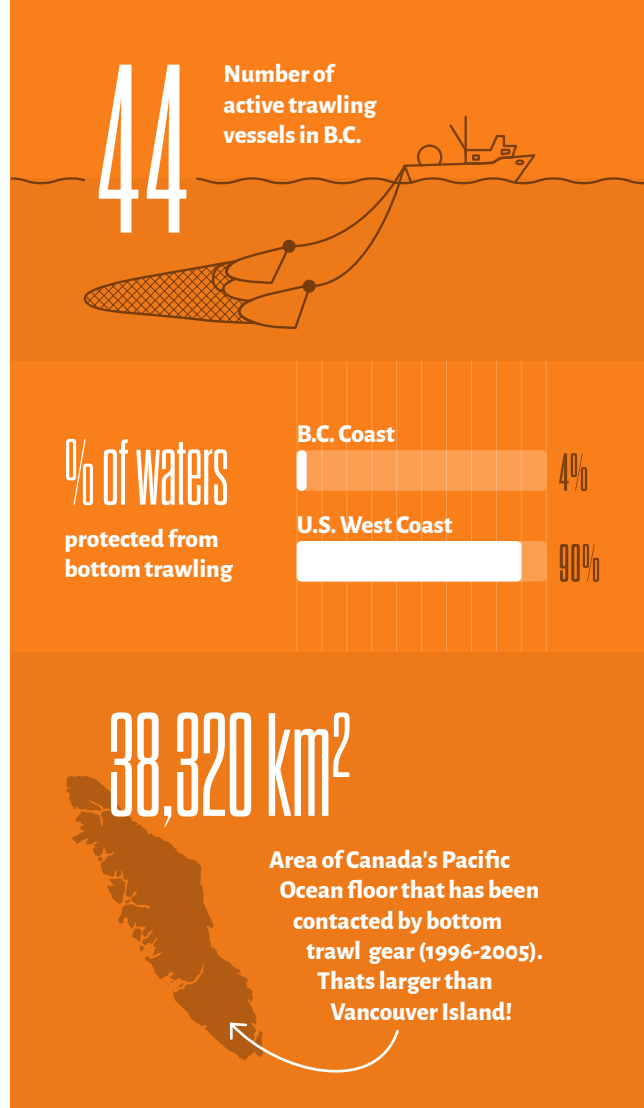 44
Number of
active trawling
vessels in B.C.
% of waters
protected from
bottom trawling
B.C. Coast
4%
U.S. West Coast
90%
38,320 km²
Area of Canada's Pacific
Ocean floor that has been
contacted by bottom
trawl gear (1996-2005).
Thats larger than
Vancouver Island!